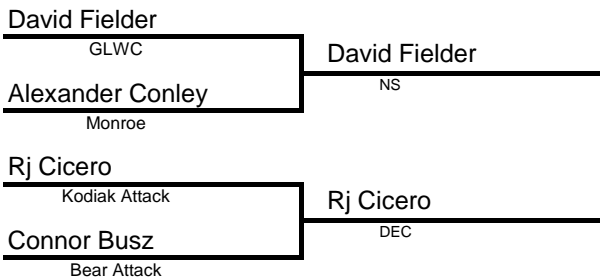 David Fielder
GLWC
David Fielder
NS
Alexander Conley
Monroe
Rj Cicero
Kodiak Attack
Rj Cicero
DEC
Connor Busz
Bear Attack